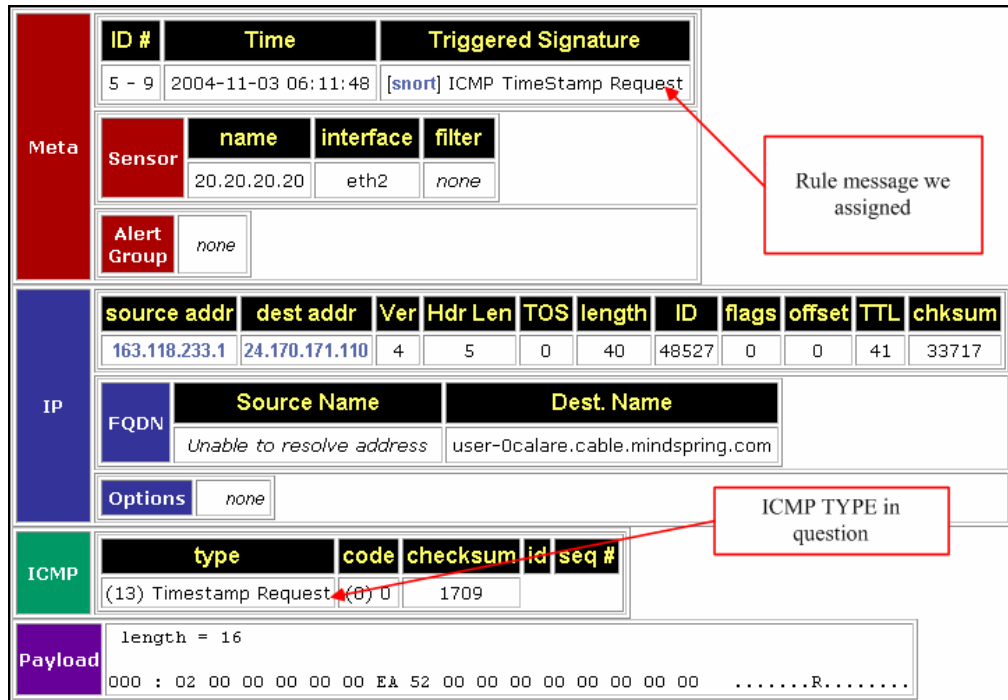 Meta
ID # Time Triggered Signature
5 - 9 2004-11-03 06:11:48 [snort] ICMP TimeStamp Request
Sensor
name interface filter
20.20.20.20 eth2 none
Alert
Group
none
Rule message we
assigned
IP
source addr dest addr Ver Hdr Len TOS length ID flags offset TTL chksum
163.118.233.1 24.170.171.110 4 5 0 40 48527 0 0 41 33717
FQDN
Source Name Dest. Name
Unable to resolve address user-0calare.cable.mindspring.com
Options none
ICMP TYPE in
question
ICMP
type code checksum id seq #
(13) Timestamp Request (0) 0 1709
Payload
length = 16
000 : 02 00 00 00 00 00 EA 52 00 00 00 00 00 00 00 00 .......R........